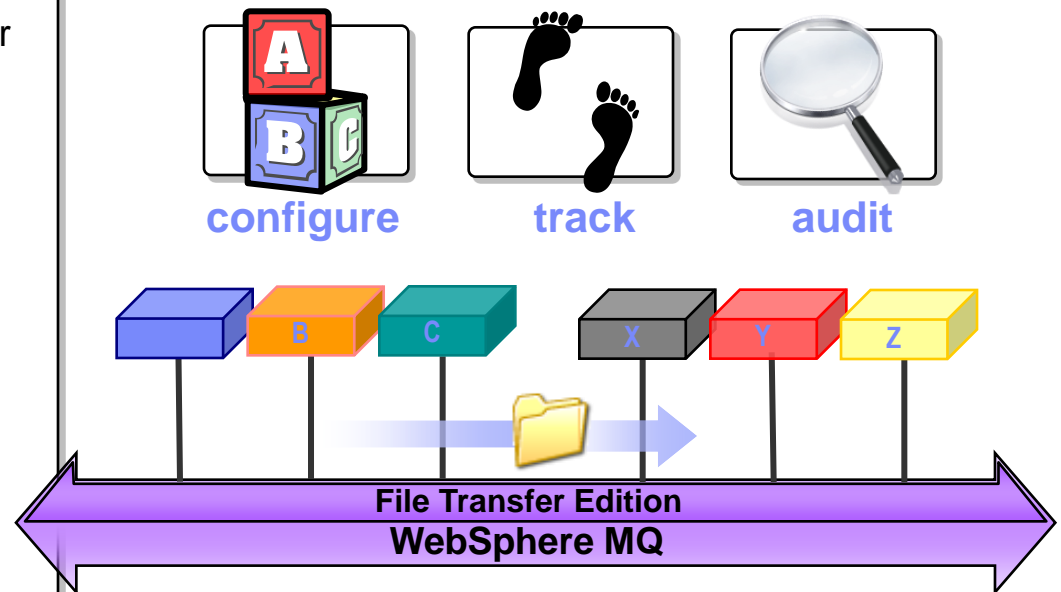 r
A
B C
configure track audit
B C X Y Z
File Transfer Edition
WebSphere MQ